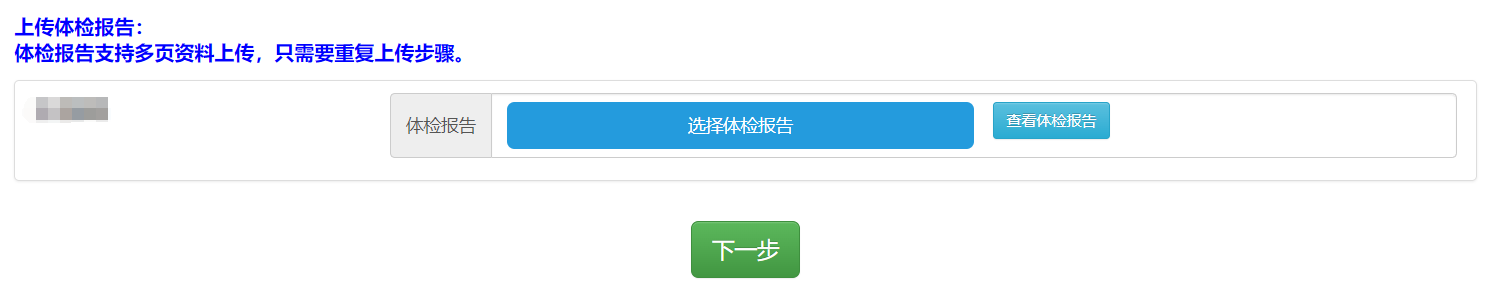 上传体检报告：
体检报告支持多页资料上传，只需要重复上传步骤。
体检报告
选择体检报告
查看体检报告
下一步